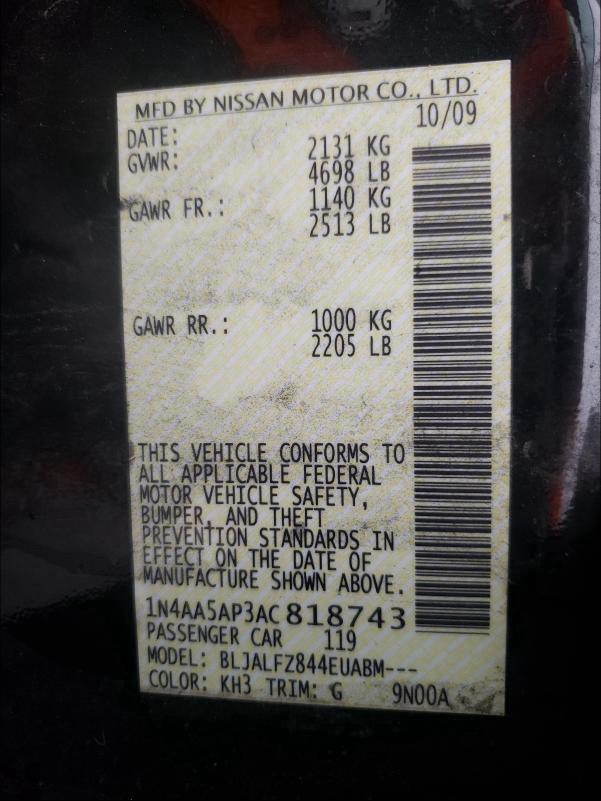 MFD BY NISSAN MOTOR CO., LTD.
DATE: 10/09
GVWR: 2131 KG
4698 LB
GAWR FR.: 1140 KG
2513 LB
GAWR RR.: 1000 KG
2205 LB
THIS VEHICLE CONFORMS TO
ALL APPLICABLE FEDERAL
MOTOR VEHICLE SAFETY,
BUMPER, AND THEFT
PREVENTION STANDARDS IN
EFFECT ON THE DATE OF
MANUFACTURE SHOWN ABOVE.
1N4AA5AP3AC818743
PASSENGER CAR 119
MODEL: BLJALFZ844EUABM---
COLOR: KH3 TRIM: G 9N00A